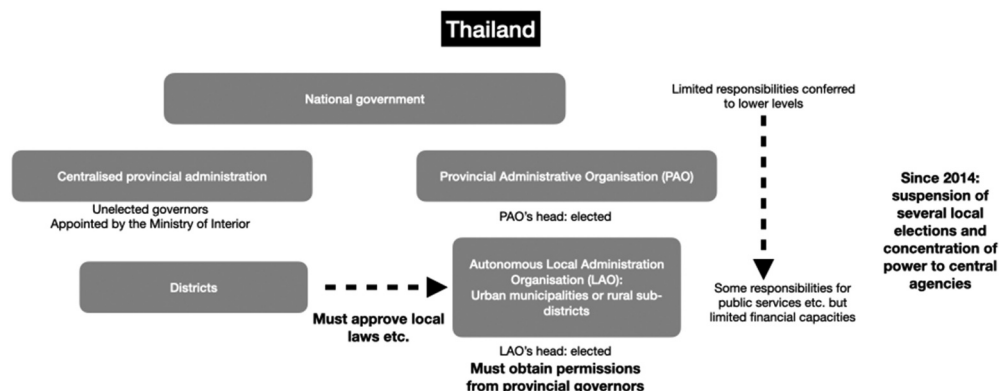 Thailand
National government
Limited responsibilities conferred
to lower levels
Centralised provincial administration
Provincial Administrative Organisation (PAO)
Unelected governors
Appointed by the Ministry of Interior
PAO's head: elected
Since 2014:
suspension of
several local
elections and
concentration of
power to central
agencies
Districts
Must approve local
laws etc.
Autonomous Local Administration
Organisation (LAO):
Urban municipalities or rural sub-
districts
Some responsibilities for
public services etc. but
limited financial capacities
LAO's head: elected
Must obtain permissions
from provincial governors